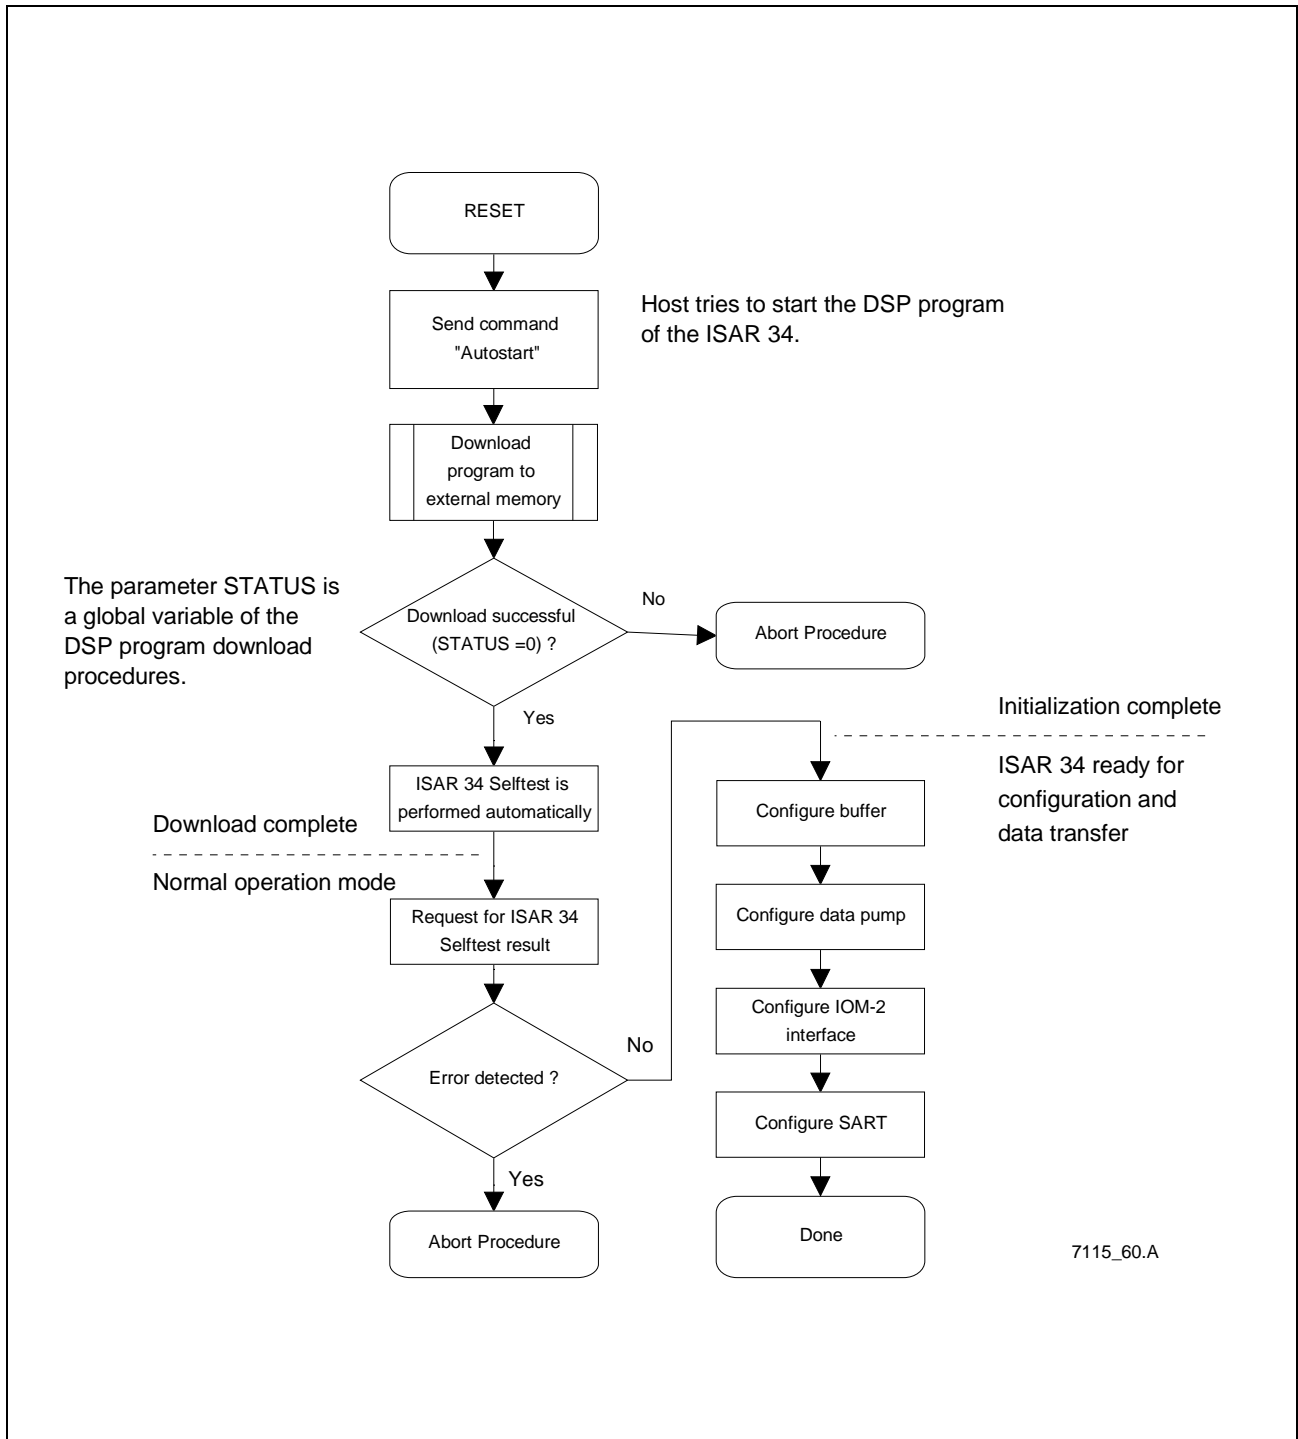 RESET
Send command
"Autostart"
Host tries to start the DSP program
of the ISAR 34.
Download
program to
external memory
The parameter STATUS is
a global variable of the
DSP program download
procedures.
Download successful
(STATUS =0) ?
No
Abort Procedure
Yes
ISAR 34 Selftest is
performed automatically
Download complete
Normal operation mode
Request for ISAR 34
Selftest result
Error detected ?
No
Yes
Abort Procedure
Initialization complete
ISAR 34 ready for
configuration and
data transfer
Configure buffer
Configure data pump
Configure IOM-2
interface
Configure SART
Done
7115_60.A